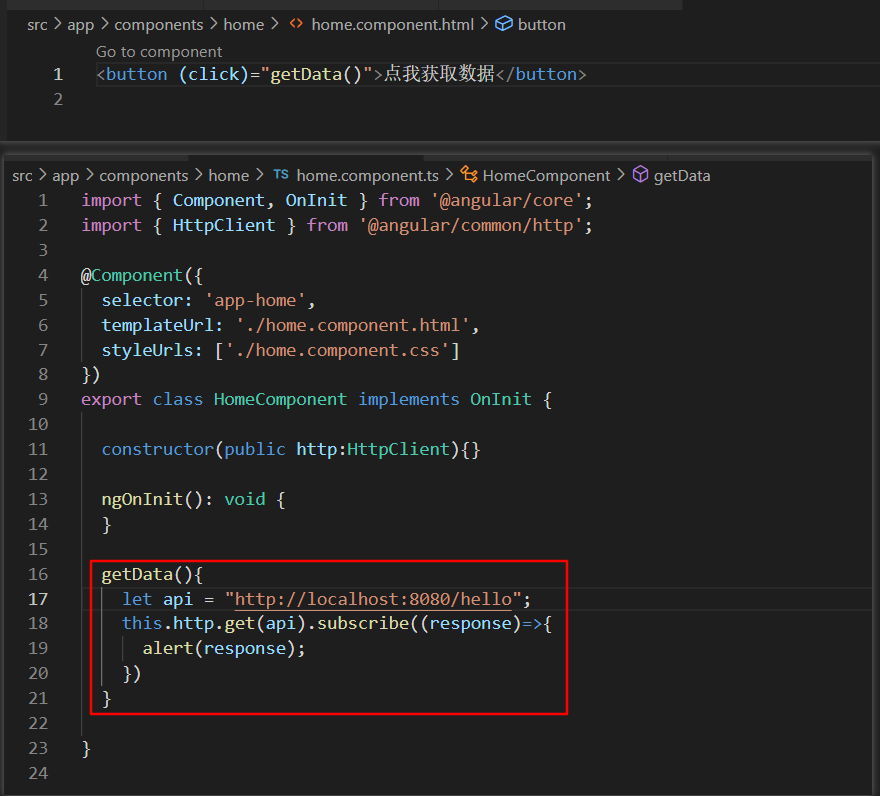 src > app > components > home > <> home.component.html > button
Go to component
1 <button (click)="getData()">点我获取数据</button>
2
src > app > components > home > TS home.component.ts > HomeComponent > getData
1 import { Component, OnInit } from '@angular/core';
2 import { HttpClient } from '@angular/common/http';
3
4 @Component({
5   selector: 'app-home',
6   templateUrl: './home.component.html',
7   styleUrls: ['./home.component.css']
8 })
9 export class HomeComponent implements OnInit {
10
11   constructor(public http:HttpClient){}
12
13   ngOnInit(): void {
14   }
15
16   getData(){
17     let api = "http://localhost:8080/hello";
18     this.http.get(api).subscribe((response)=>{
19       alert(response);
20     })
21   }
22
23 }
24